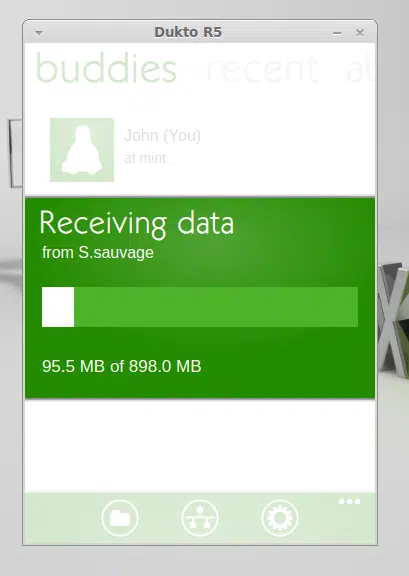 Dukto R5
buddies recent ab
John (You)
at mint
Receiving data
from S.sauvage
95.5 MB of 898.0 MB